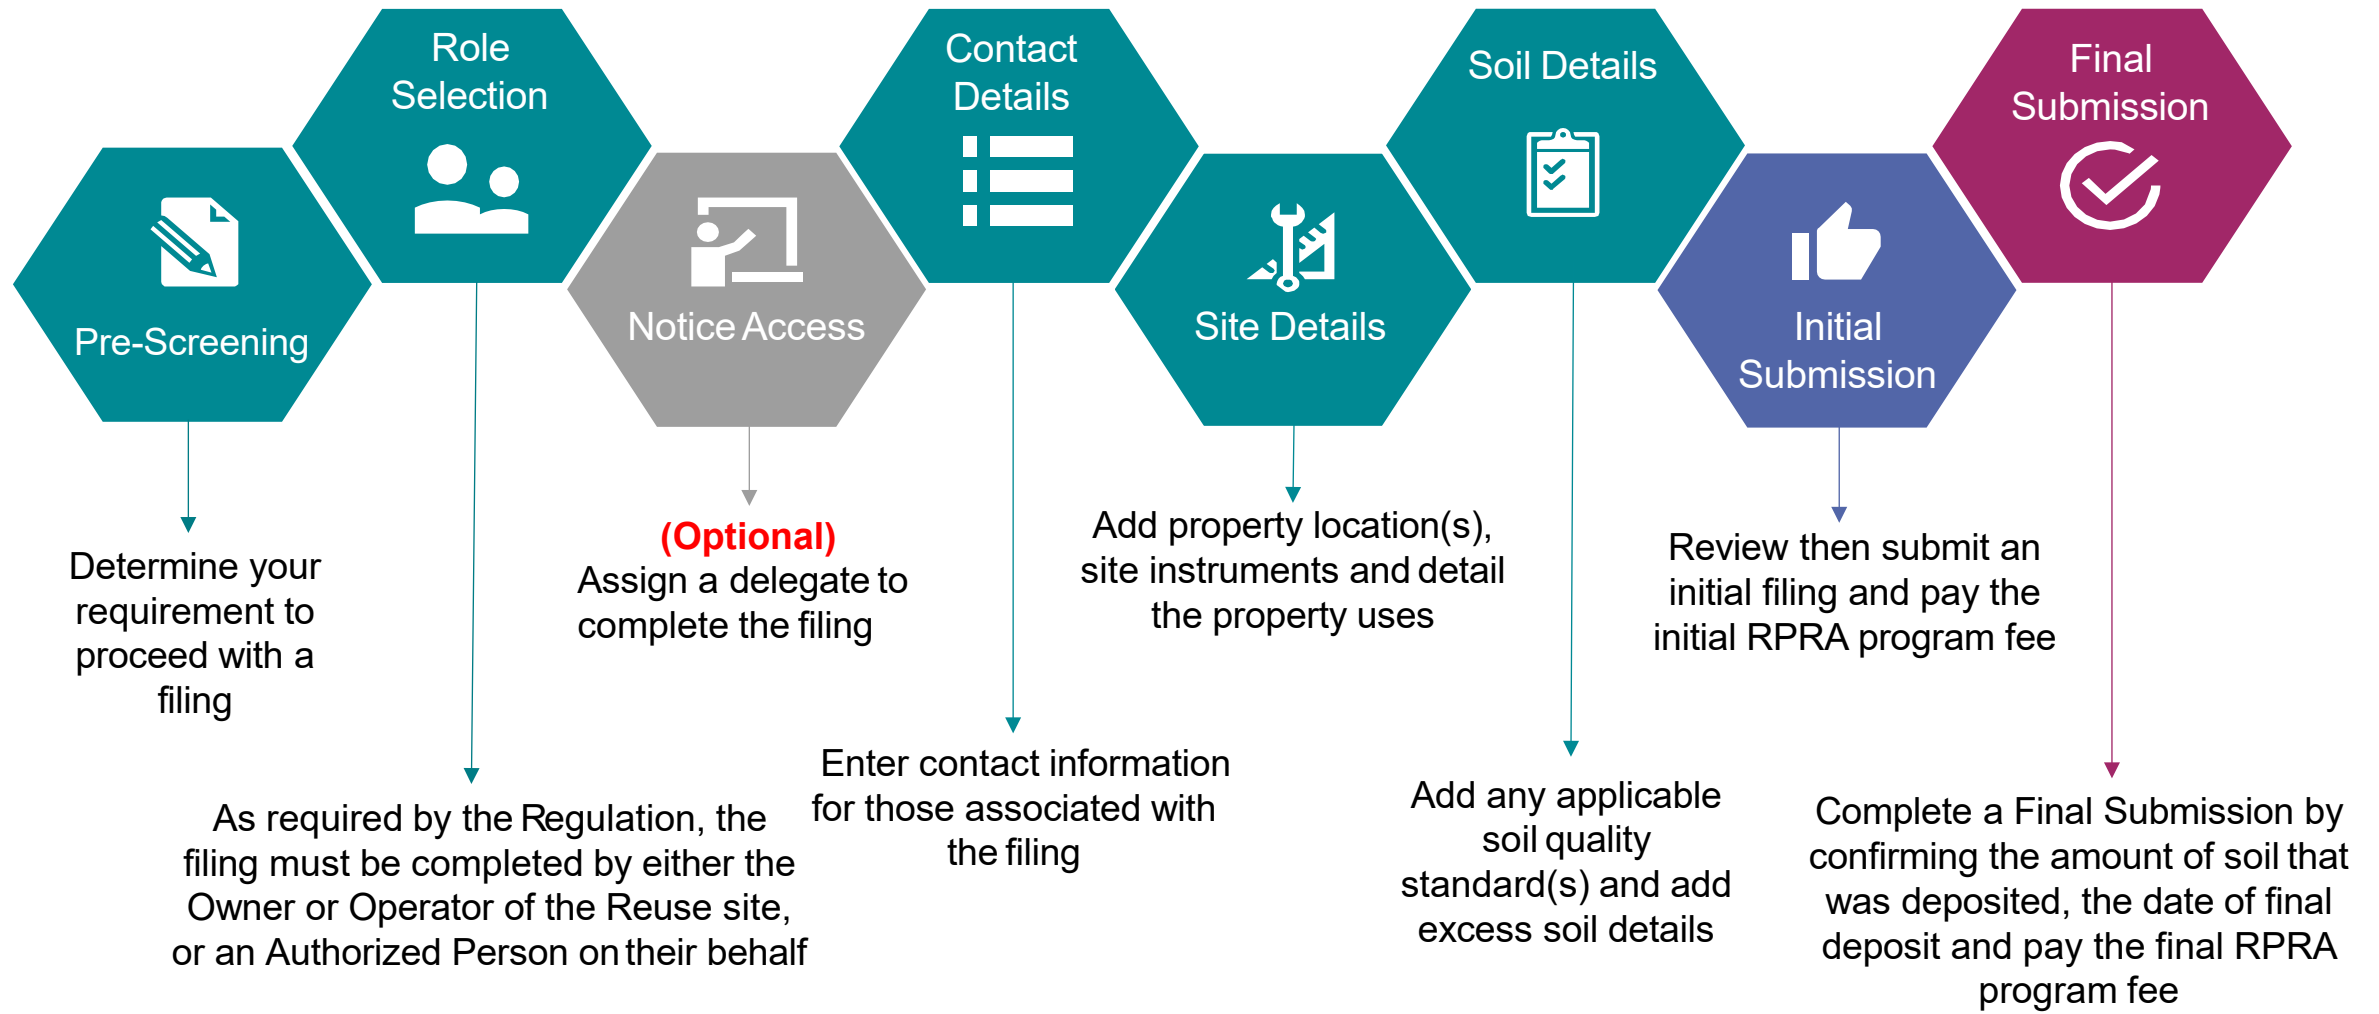 Pre-Screening
Determine your
requirement to
proceed with a
filing
Role
Selection
As required by the Regulation, the
filing must be completed by either the
Owner or Operator of the Reuse site,
or an Authorized Person on their behalf
Notice Access
(Optional)
Assign a delegate to
complete the filing
Contact
Details
Enter contact information
for those associated with
the filing
Site Details
Add property location(s),
site instruments and detail
the property uses
Soil Details
Add any applicable
soil quality
standard(s) and add
excess soil details
Initial
Submission
Review then submit an
initial filing and pay the
initial RPRA program fee
Final
Submission
Complete a Final Submission by
confirming the amount of soil that
was deposited, the date of final
deposit and pay the final RPRA
program fee